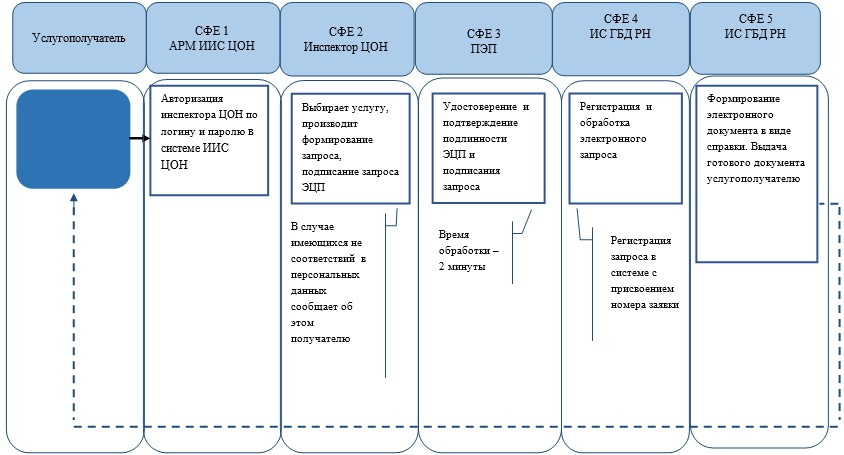 Услугополучатель
СФЕ 1
АРМ ИИС ЦОН
СФЕ 2
Инспектор ЦОН
СФЕ 3
ПЭП
СФЕ 4
ИС ГБД РН
СФЕ 5
ИС ГБД РН
Авторизация
инспектора ЦОН по
логину и паролю в
системе ИИС
ЦОН
Выбирает услугу,
производит
формирование
запроса,
подписание запроса
ЭЦП
В случае
имеющихся не
соответствий в
персональных
данных
сообщает об
этом
получателю
Удостоверение и
подтверждение
подлинности
ЭЦП и
подписания
запроса
Время
обработки –
2 минуты
Регистрация и
обработка
электронного
запроса
Регистрация
запроса в
системе с
присвоением
номера заявки
Формирование
электронного
документа в виде
справки. Выдача
готового документа
услугополучателю